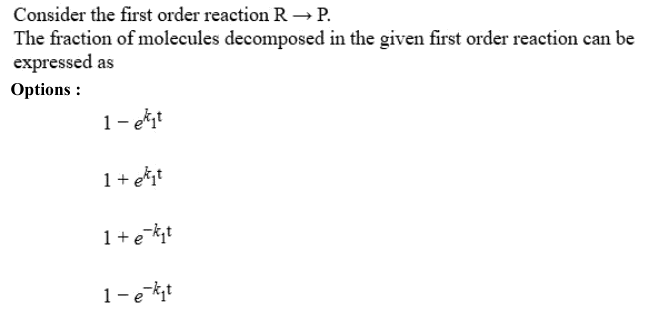 Consider the first order reaction R → P.
The fraction of molecules decomposed in the given first order reaction can be
expressed as
Options :
1 − e^{k₁t}
1 + e^{k₁t}
1 + e^{−k₁t}
1 − e^{−k₁t}